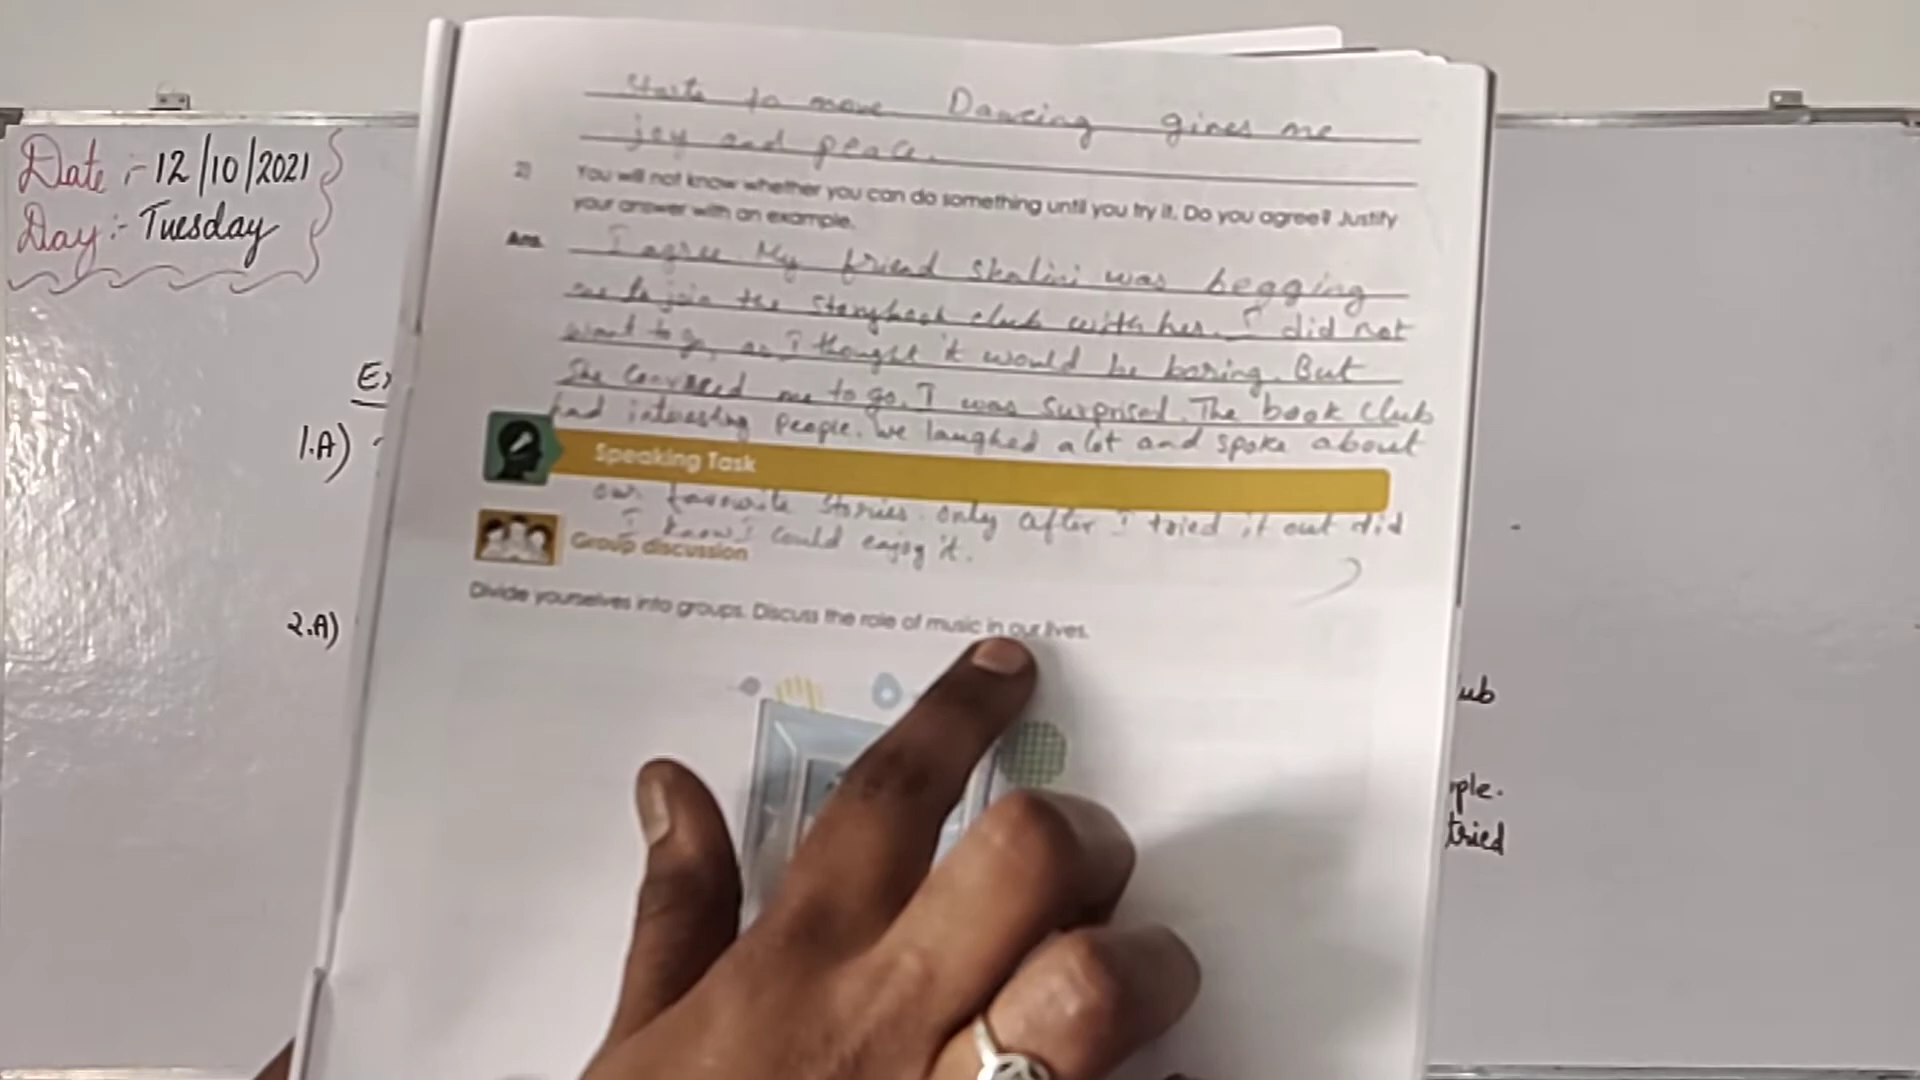 Date :- 12/10/2021
Day :- Tuesday
Ex
1.A)
2.A)
starts to move Dancing gives me
joy and peace.
2) You will not know whether you can do something until you try it. Do you agree? Justify
your answer with an example.
Ans. I agree. My friend Shalini was begging
me to join the storybook club with her. I did not
want to go, as I thought it would be boring. But
She convinced me to go. I was surprised. The book club
had interesting people. We laughed a lot and spoke about
Speaking Task
our favourite stories. only after I tried it out did
I know I could enjoy it.
Group discussion
Divide yourselves into groups. Discuss the role of music in our lives.
ub
ple.
tried